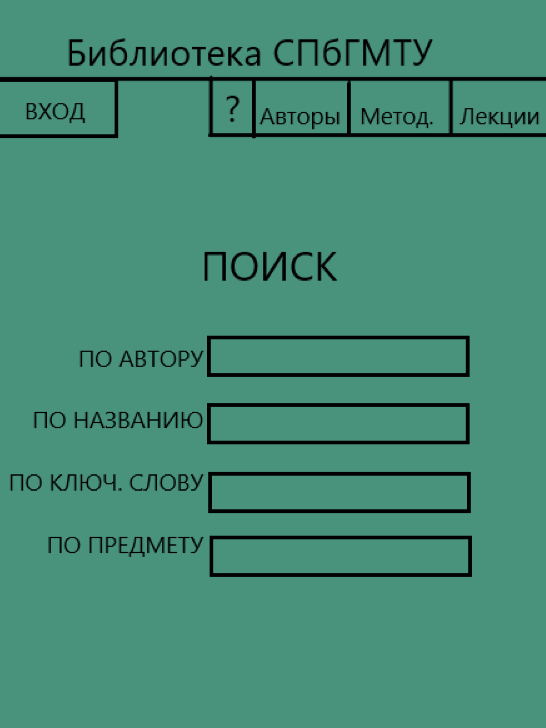 Библиотека СПбГМТУ
ВХОД
?
Авторы
Метод.
Лекции
ПОИСК
ПО АВТОРУ
ПО НАЗВАНИЮ
ПО КЛЮЧ. СЛОВУ
ПО ПРЕДМЕТУ